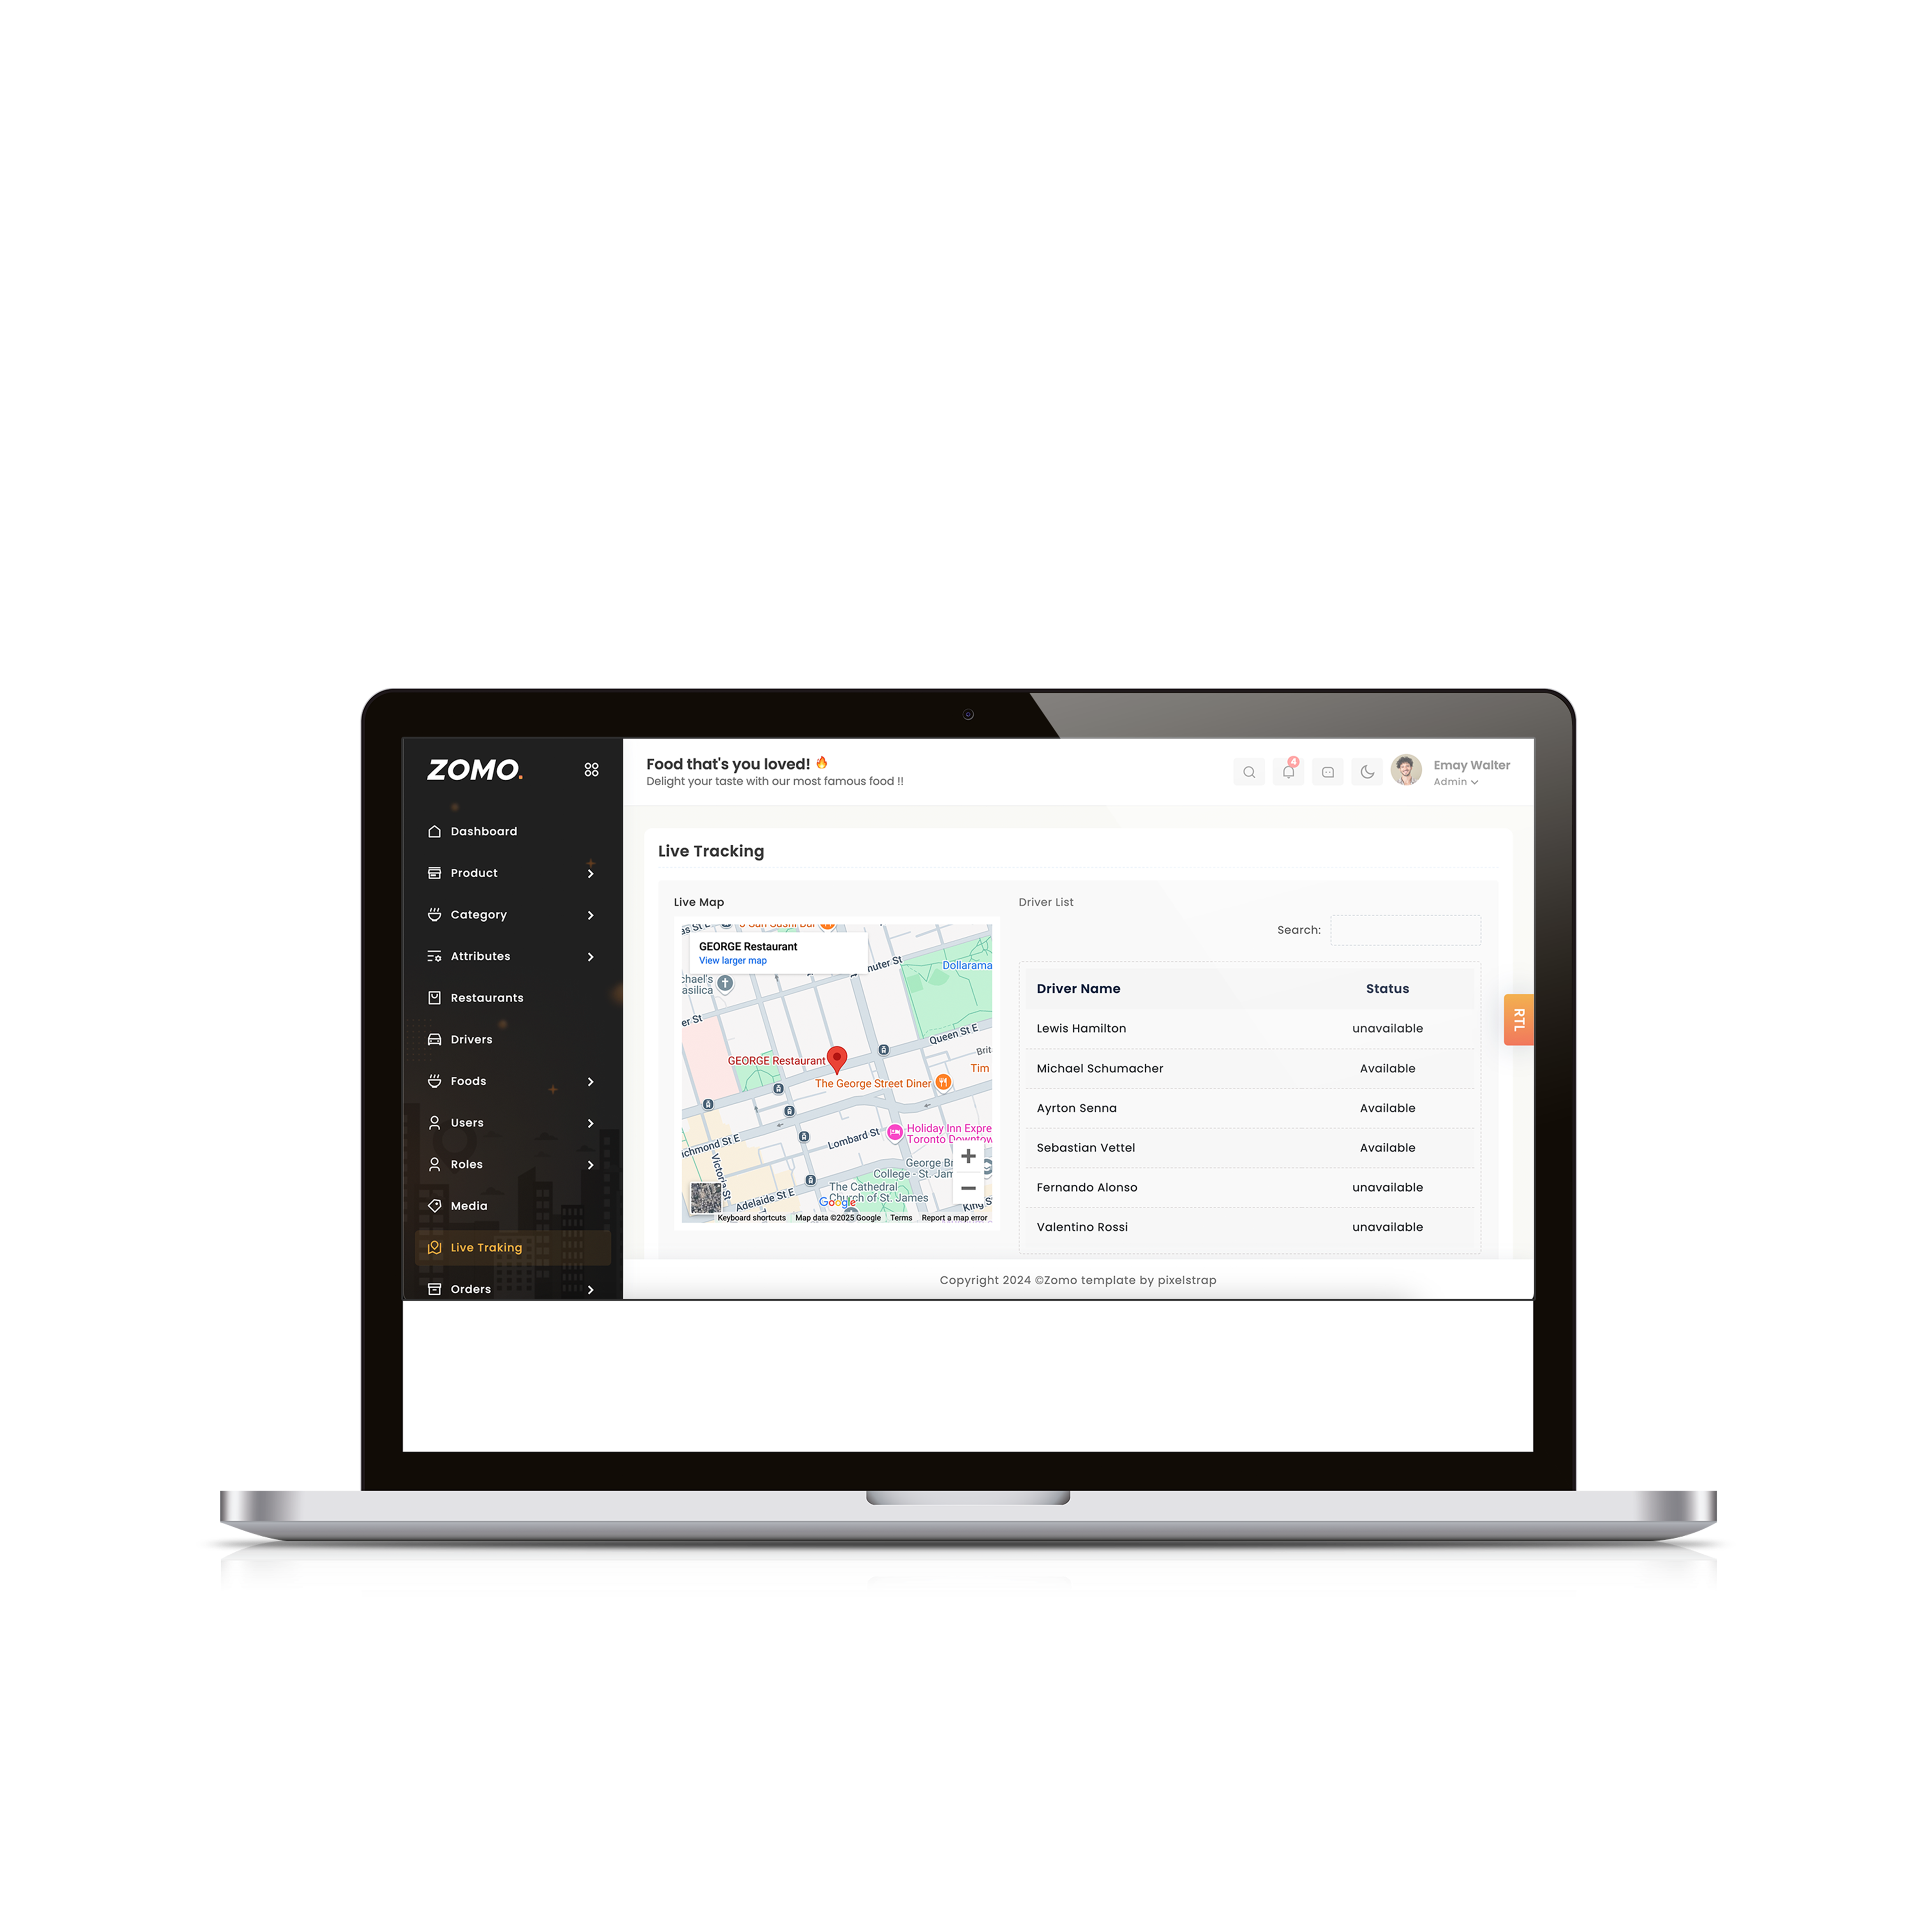 ZOMO.
Food that's you loved!
Delight your taste with our most famous food !!
4
Emay Walter
Admin
Dashboard
Product
Category
Attributes
Restaurants
Drivers
Foods
Users
Roles
Media
Live Traking
Orders
Live Tracking
Live Map
GEORGE Restaurant
View larger map
Dollarama
er St
Queen St E
GEORGE Restaurant
Tim
The George Street Diner
Holiday Inn Expre
Toronto Downtow
Lombard St
ichmond St E
Victoria St
George Br
College - St. Jam
The Cathedral
Church of St. James
Adelaide St E
King S
Google
Keyboard shortcuts
Map data ©2025 Google
Terms
Report a map error
Driver List
Search:
Driver Name Status
Lewis Hamilton unavailable
Michael Schumacher Available
Ayrton Senna Available
Sebastian Vettel Available
Fernando Alonso unavailable
Valentino Rossi unavailable
RTL
Copyright 2024 ©Zomo template by pixelstrap